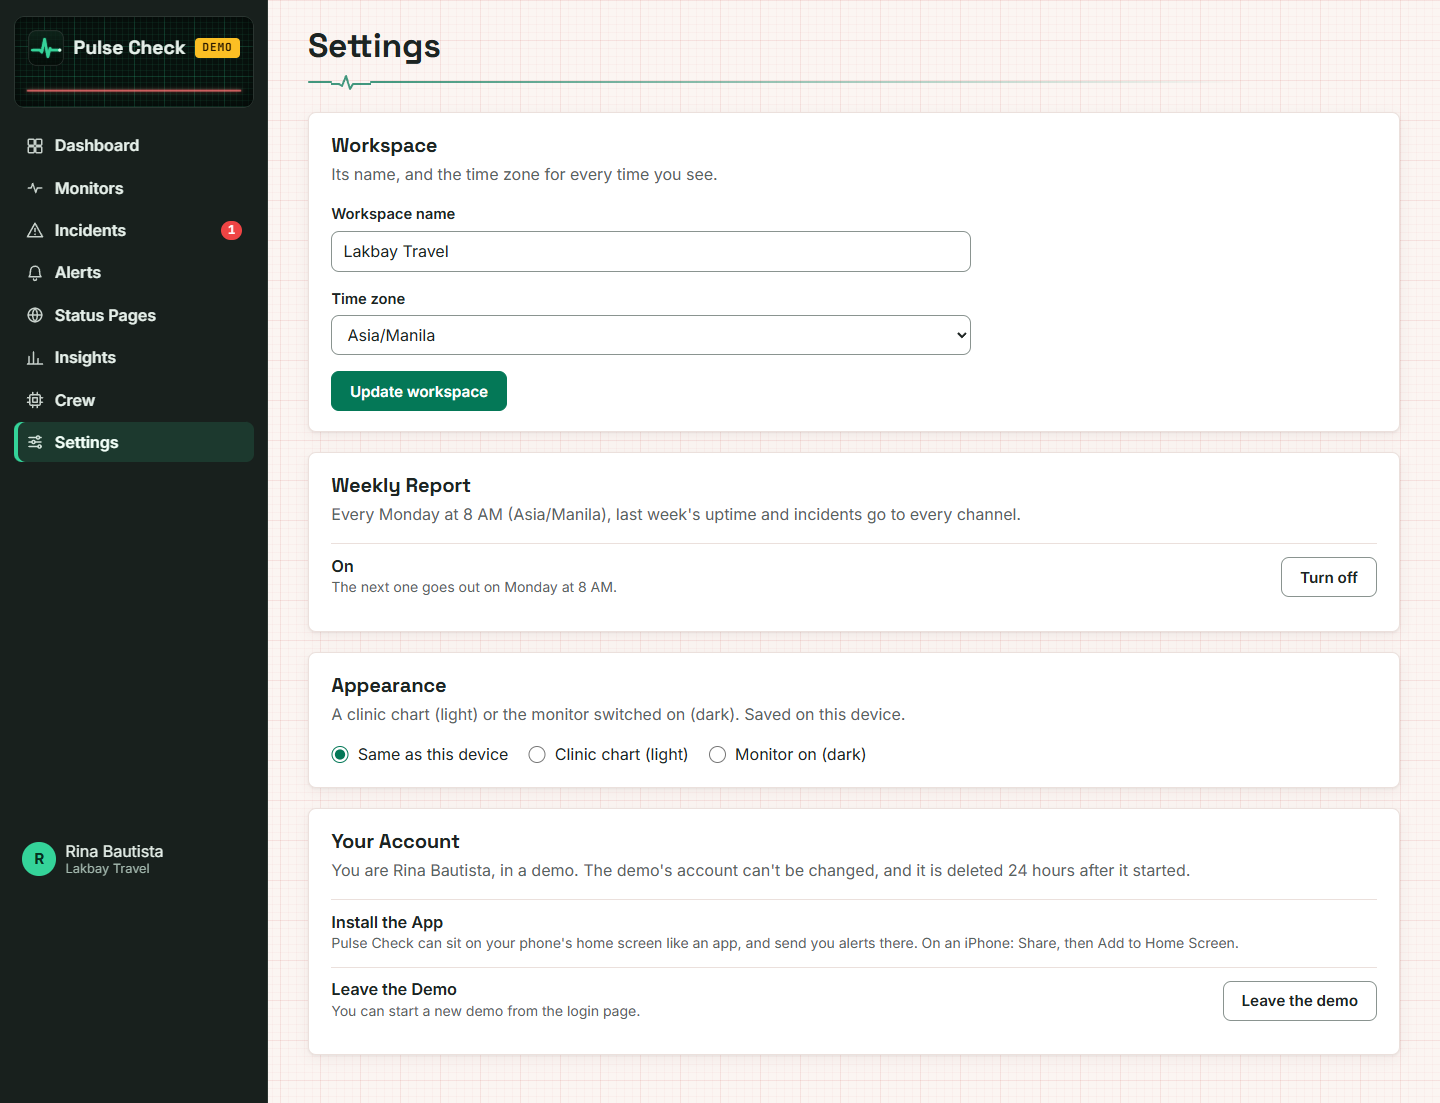 Pulse Check DEMO
Dashboard
Monitors
Incidents 1
Alerts
Status Pages
Insights
Crew
Settings
R Rina Bautista
Lakbay Travel
Settings
Workspace
Its name, and the time zone for every time you see.
Workspace name
Lakbay Travel
Time zone
Asia/Manila
Update workspace
Weekly Report
Every Monday at 8 AM (Asia/Manila), last week's uptime and incidents go to every channel.
On
The next one goes out on Monday at 8 AM.
Turn off
Appearance
A clinic chart (light) or the monitor switched on (dark). Saved on this device.
Same as this device Clinic chart (light) Monitor on (dark)
Your Account
You are Rina Bautista, in a demo. The demo's account can't be changed, and it is deleted 24 hours after it started.
Install the App
Pulse Check can sit on your phone's home screen like an app, and send you alerts there. On an iPhone: Share, then Add to Home Screen.
Leave the Demo
You can start a new demo from the login page.
Leave the demo